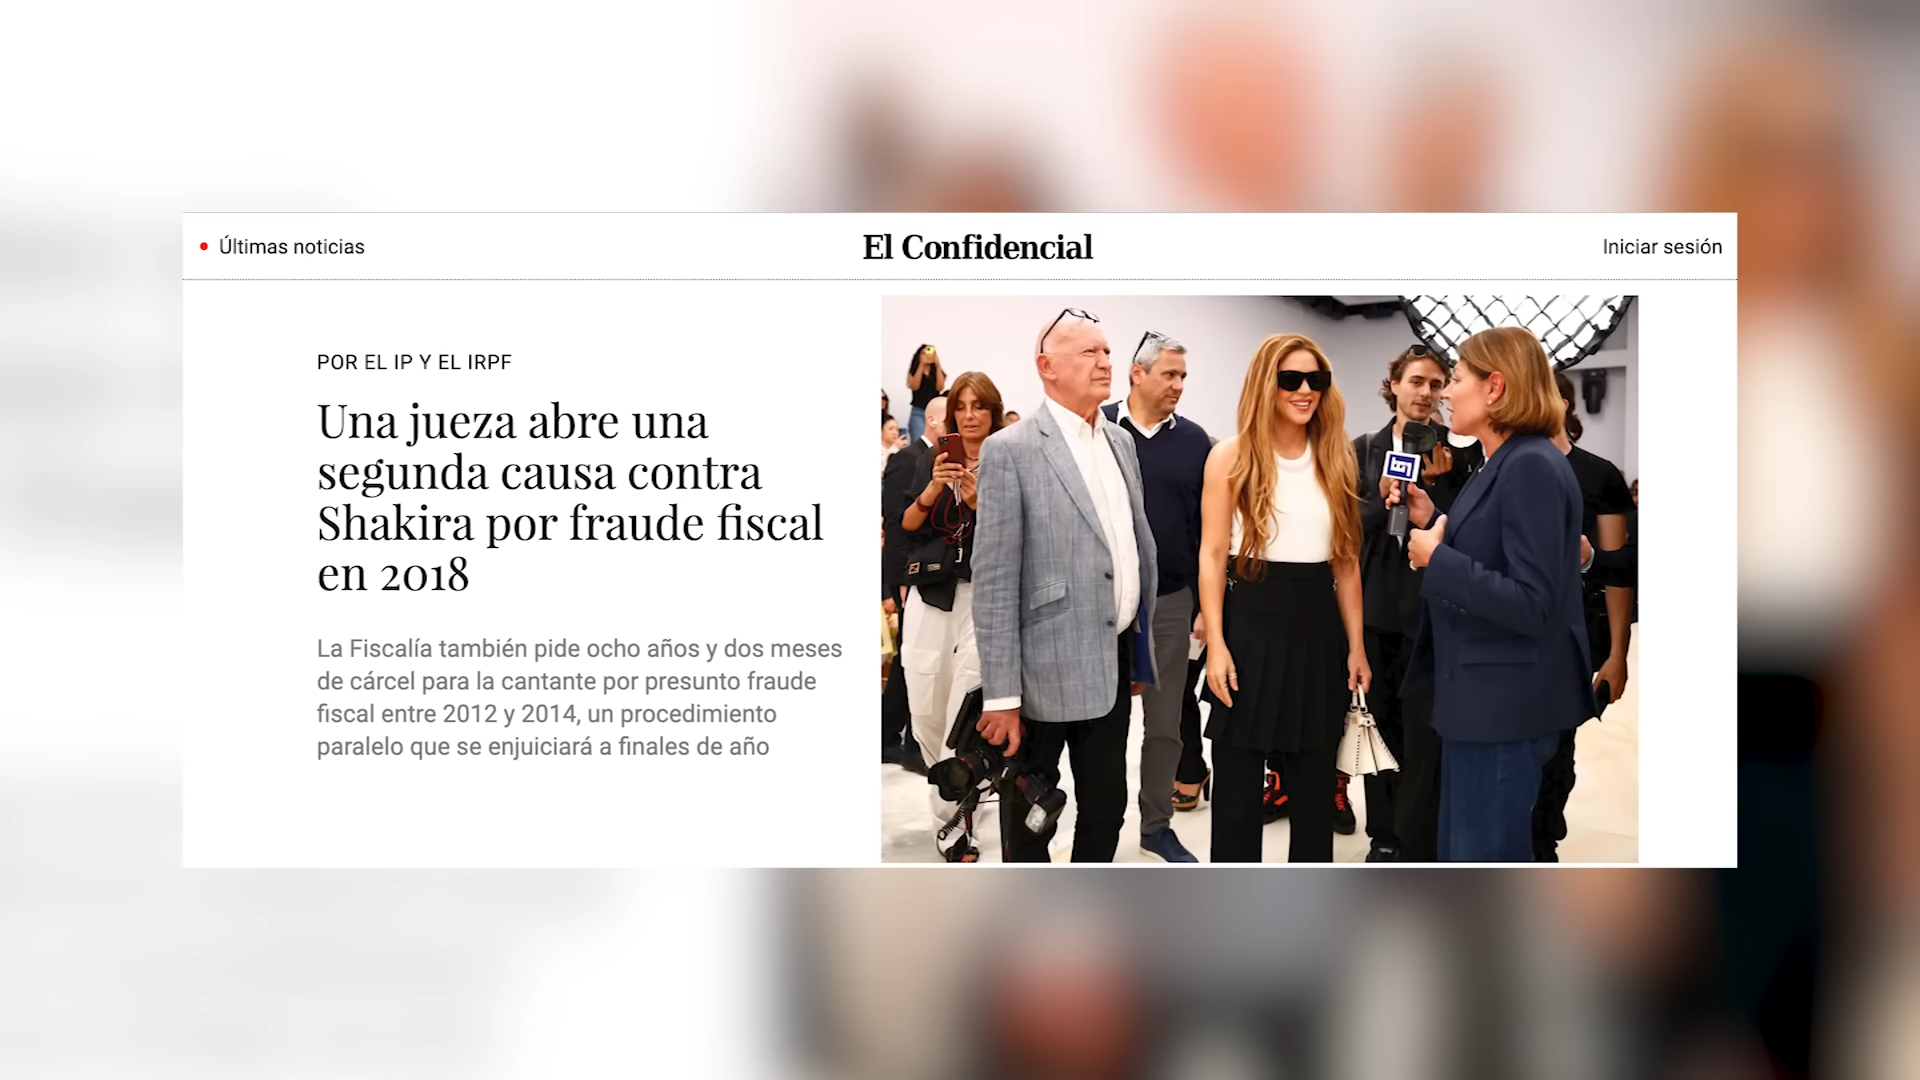 Últimas noticias
El Confidencial
Iniciar sesión
POR EL IP Y EL IRPF
Una jueza abre una
segunda causa contra
Shakira por fraude fiscal
en 2018
La Fiscalía también pide ocho años y dos meses
de cárcel para la cantante por presunto fraude
fiscal entre 2012 y 2014, un procedimiento
paralelo que se enjuiciará a finales de año